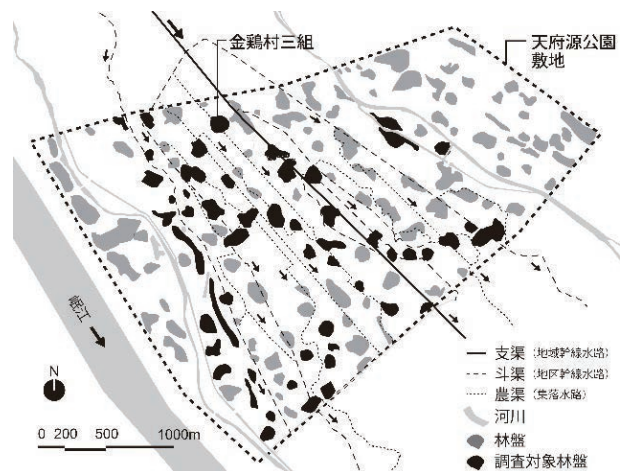 金鶏村三組
天府源公園
敷地
岷江
N
0 200 500 1000m
支渠（地域幹線水路）
斗渠（地区幹線水路）
農渠（集落水路）
河川
林盤
調査対象林盤